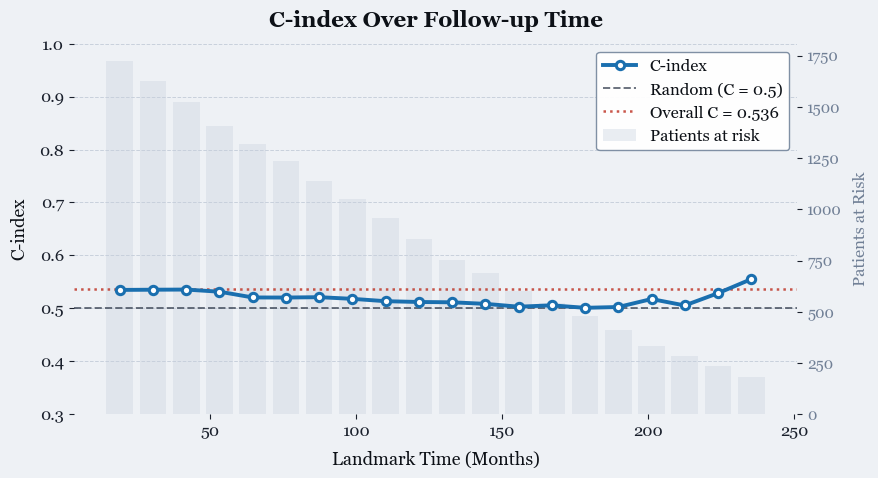 C-index Over Follow-up Time
C-index
1.0
0.9
0.8
0.7
0.6
0.5
0.4
0.3
C-index
Random (C = 0.5)
Overall C = 0.536
Patients at risk
1750
1500
1250
1000
750
500
250
0
Patients at Risk
50
100
150
200
250
Landmark Time (Months)